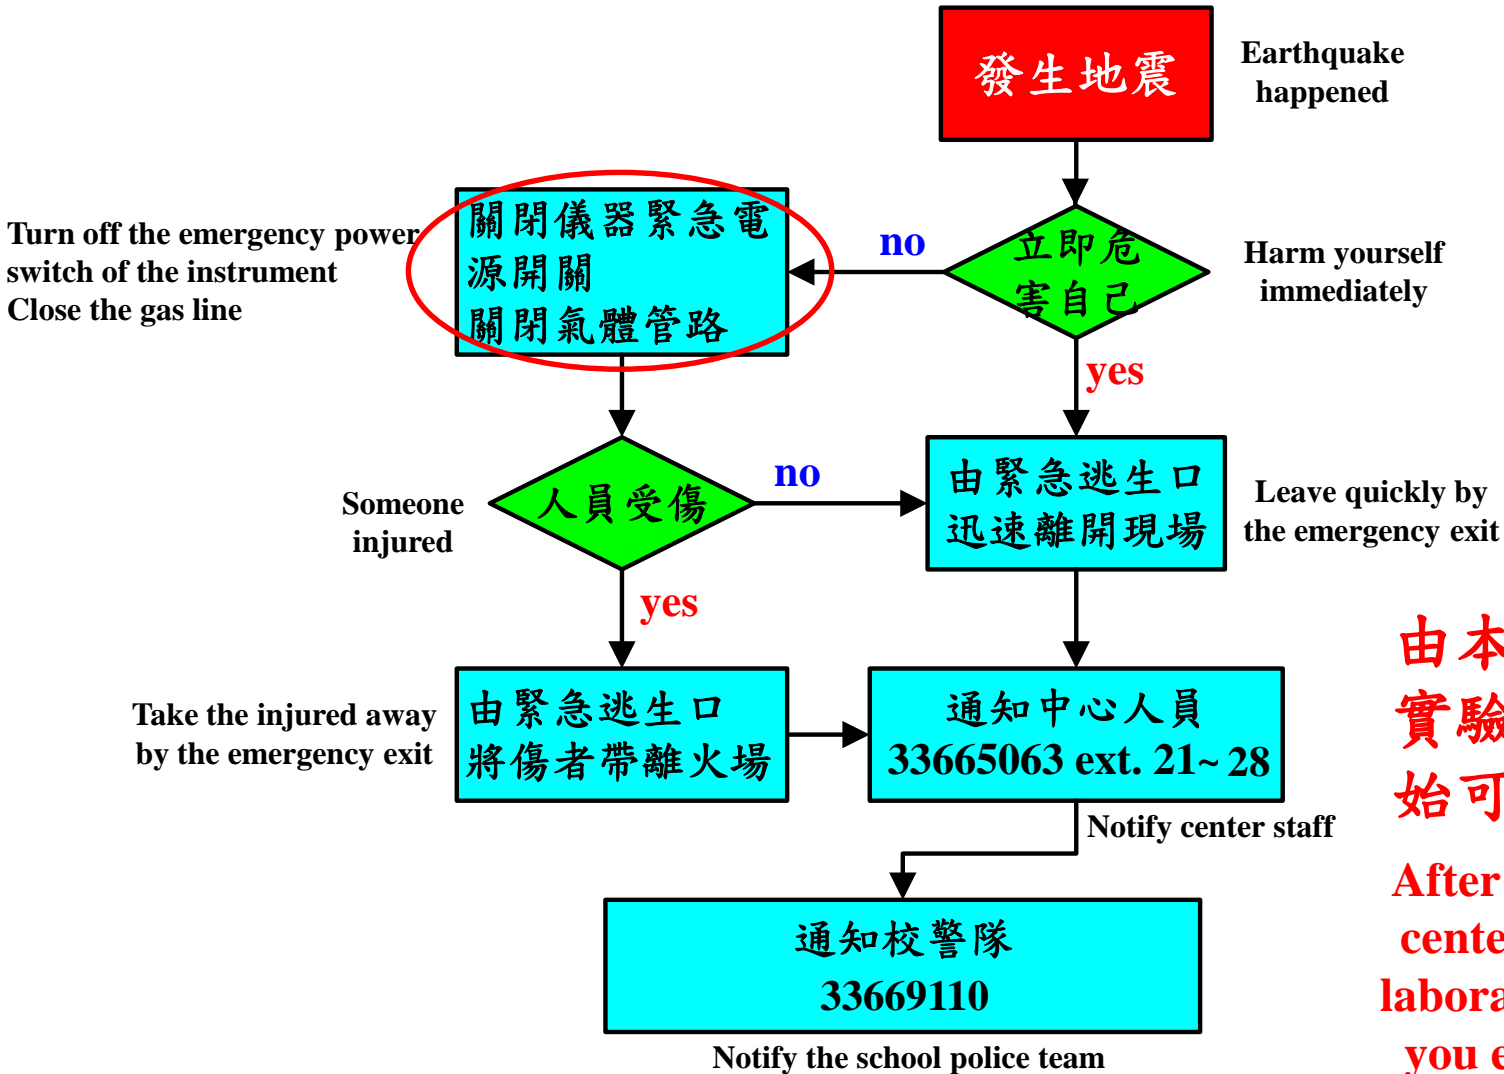 發生地震
Earthquake
happened
Turn off the emergency power
switch of the instrument
Close the gas line
關閉儀器緊急電
源開關
關閉氣體管路
no
立即危
害自己
Harm yourself
immediately
yes
Someone
injured
人員受傷
no
由緊急逃生口
迅速離開現場
Leave quickly by
the emergency exit
yes
Take the injured away
by the emergency exit
由緊急逃生口
將傷者帶離火場
通知中心人員
33665063 ext. 21~28
Notify center staff
通知校警隊
33669110
Notify the school police team
由本
實驗
始可
After
cente
labora
you e